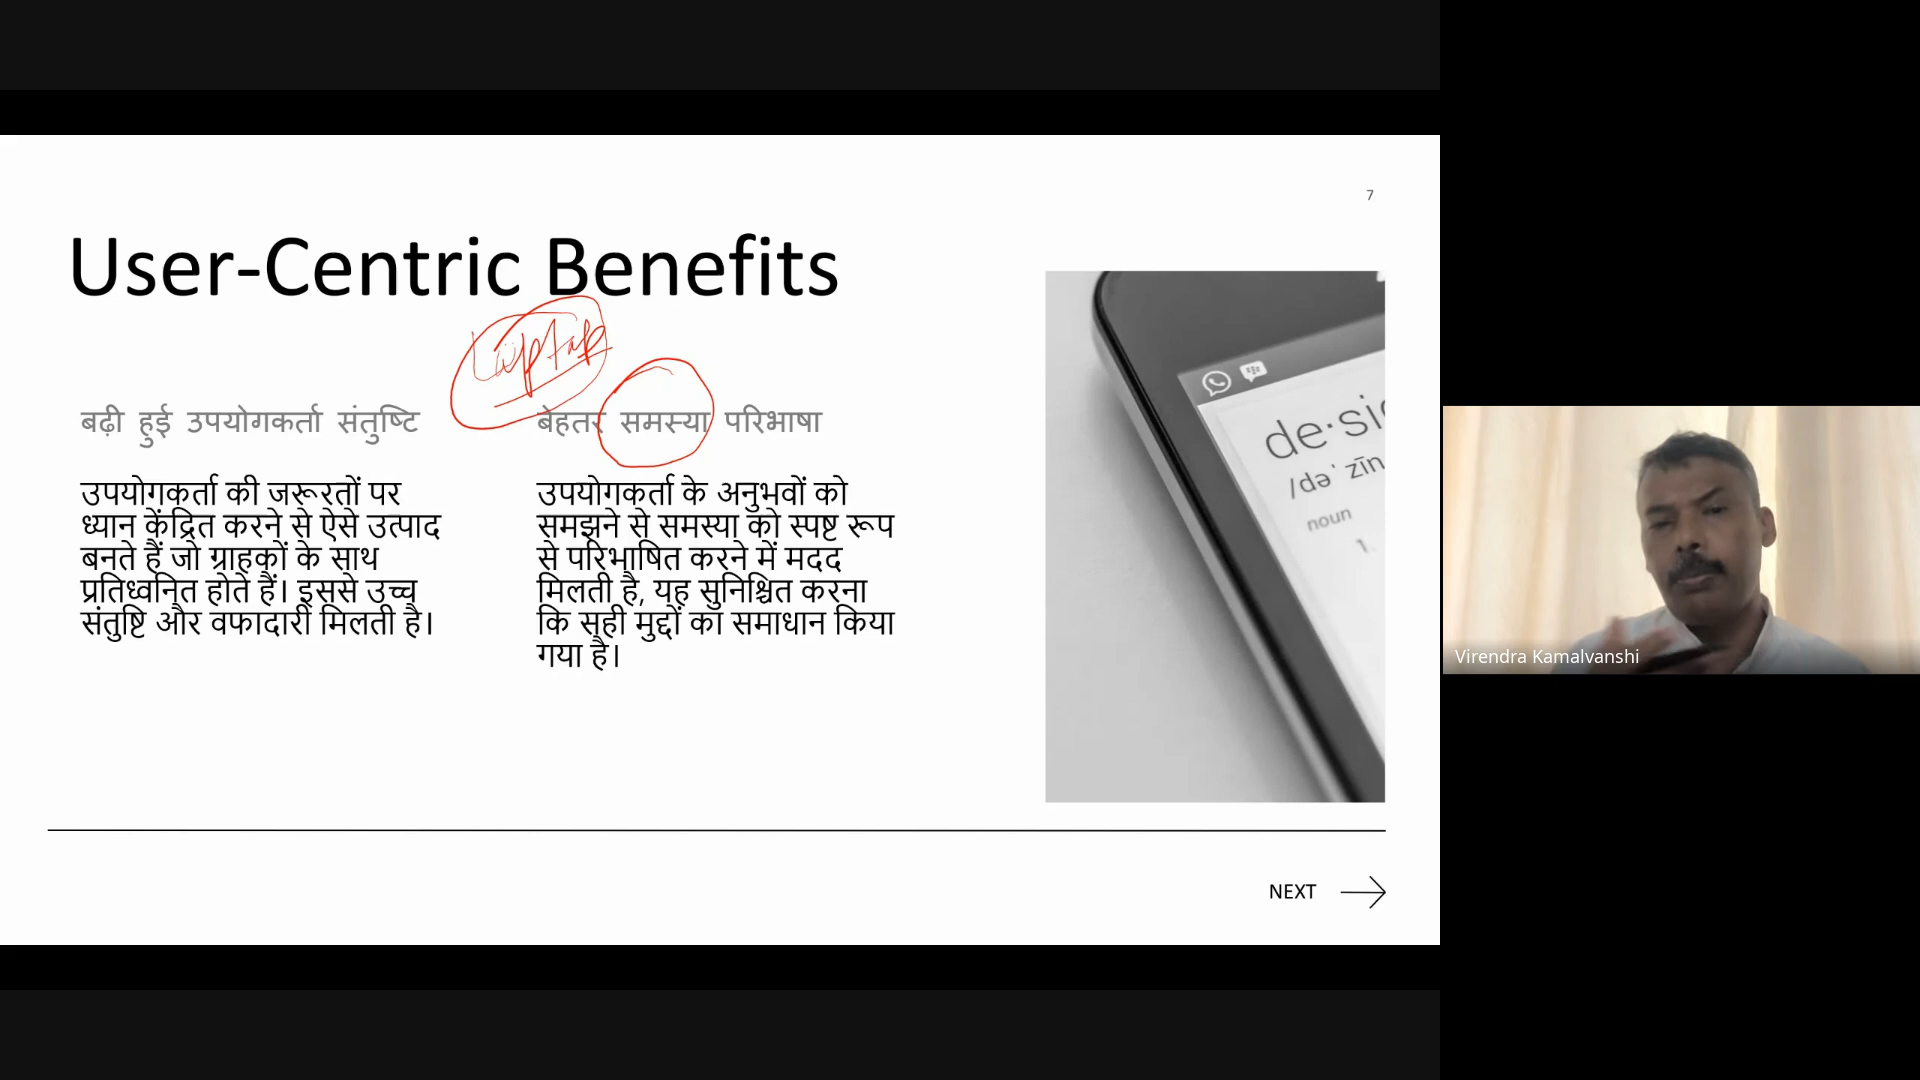 7
User-Centric Benefits
Laptop
बढ़ी हुई उपयोगकर्ता संतुष्टि
उपयोगकर्ता की जरूरतों पर
ध्यान केंद्रित करने से ऐसे उत्पाद
बनते हैं जो ग्राहकों के साथ
प्रतिध्वनित होते हैं। इससे उच्च
संतुष्टि और वफादारी मिलती है।
बेहतर समस्या परिभाषा
उपयोगकर्ता के अनुभवों को
समझने से समस्या को स्पष्ट रूप
से परिभाषित करने में मदद
मिलती है, यह सुनिश्चित करना
कि सही मुद्दों का समाधान किया
गया है।
de·si
/də ˈ zīn
noun
1.
NEXT
Virendra Kamalvanshi